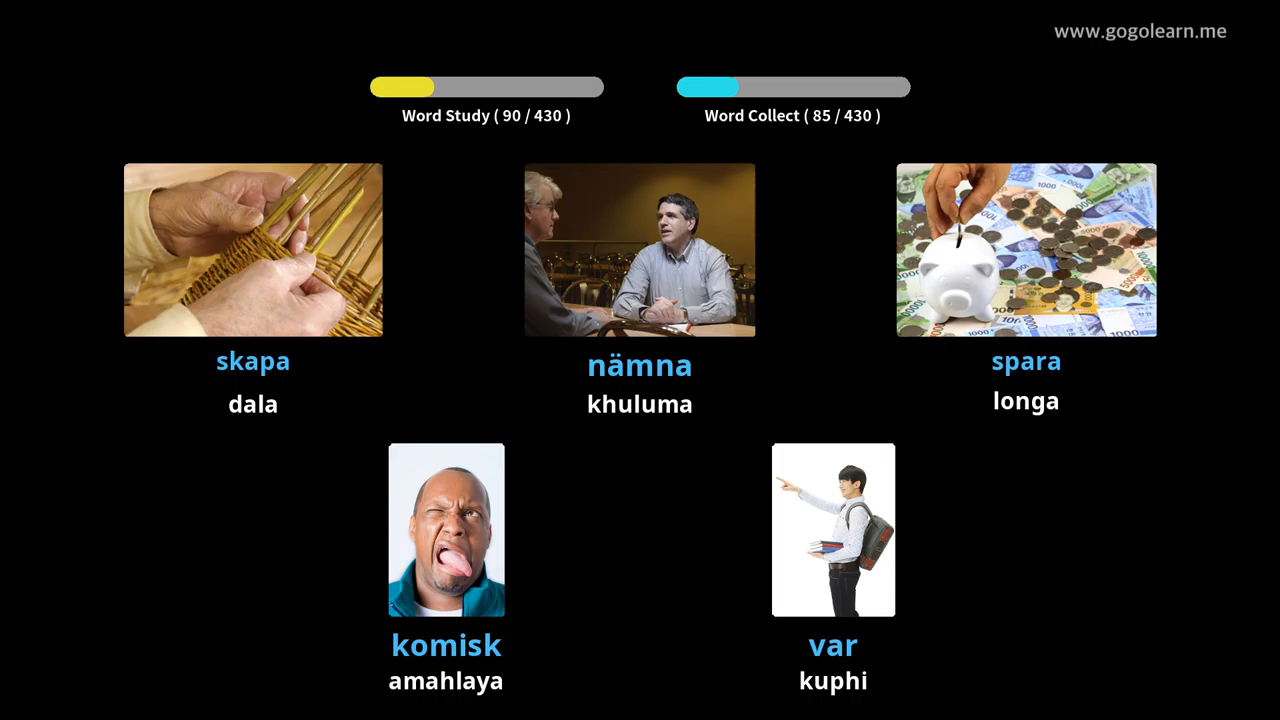 www.gogolearn.me
Word Study ( 90 / 430 )
Word Collect ( 85 / 430 )
skapa
dala
nämna
khuluma
spara
longa
komisk
amahlaya
var
kuphi